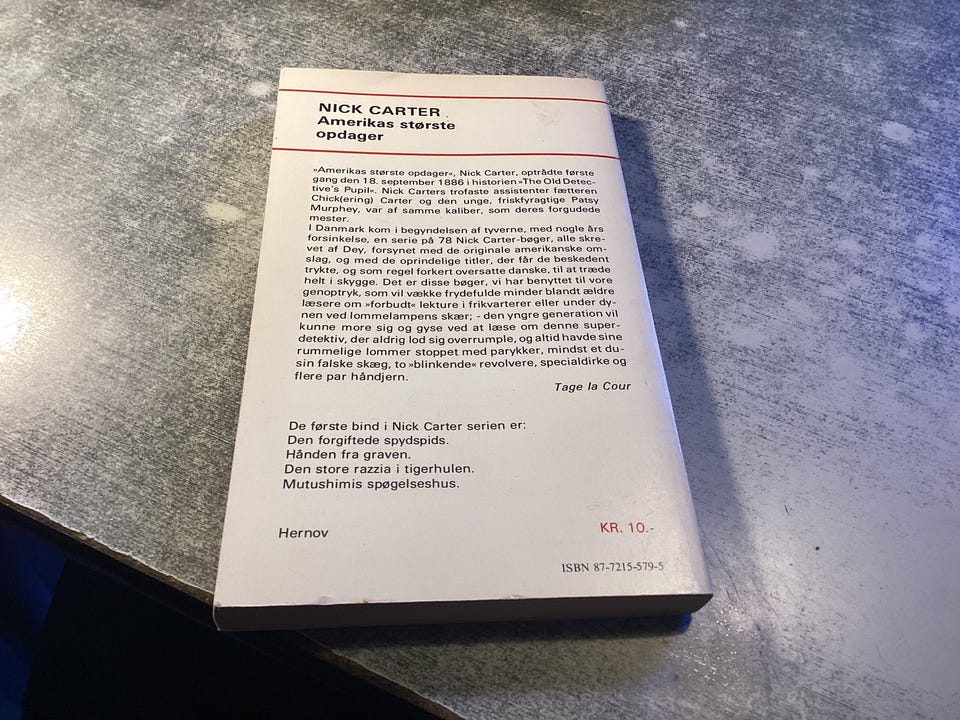 NICK CARTER
Amerikas største
opdager
»Amerikas største opdager«, Nick Carter, optrådte første
gang den 18. september 1886 i historien »The Old Detec-
tive's Pupil«. Nick Carters trofaste assistenter fætteren
Chick(ering) Carter og den unge, friskfyragtige Patsy
Murphey, var af samme kaliber, som deres forgudede
mester.
I Danmark kom i begyndelsen af tyverne, med nogle års
forsinkelse, en serie på 78 Nick Carter-bøger, alle skre-
vet af Dey, forsynet med de originale amerikanske om-
slag, og med de oprindelige titler, der får de beskedent
trykte, og som regel forkert oversatte danske, til at træde
helt i skygge. Det er disse bøger, vi har benyttet til vore
genoptryk, som vil vække frydefulde minder blandt ældre
læsere om »forbudt« lekture i frikvarterer eller under dy-
nen ved lommelampens skær; - den yngre generation vil
kunne more sig og gyse ved at læse om denne super-
detektiv, der aldrig lod sig overrumple, og altid havde sine
rummelige lommer stoppet med parykker, mindst et du-
sin falske skæg, to »blinkende« revolvere, specialdirke og
flere par håndjern.
Tage la Cour
De første bind i Nick Carter serien er:
Den forgiftede spydspids.
Hånden fra graven.
Den store razzia i tigerhulen.
Mutushimis spøgelseshus.
Hernov
KR. 10.-
ISBN 87-7215-579-5